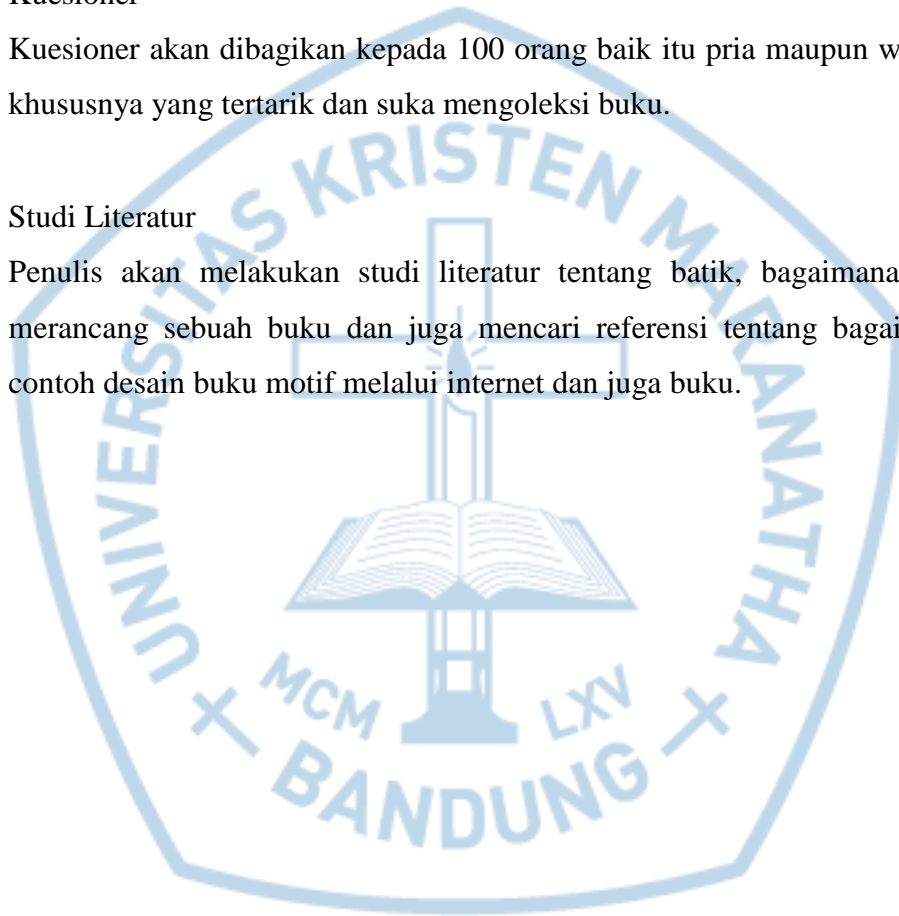 Kuesioner
Kuesioner akan dibagikan kepada 100 orang baik itu pria maupun w
khususnya yang tertarik dan suka mengoleksi buku.
Studi Literatur
Penulis akan melakukan studi literatur tentang batik, bagaimana
merancang sebuah buku dan juga mencari referensi tentang bagai
contoh desain buku motif melalui internet dan juga buku.
UNIVERSITAS KRISTEN MARANATHA
MCM LXV
BANDUNG